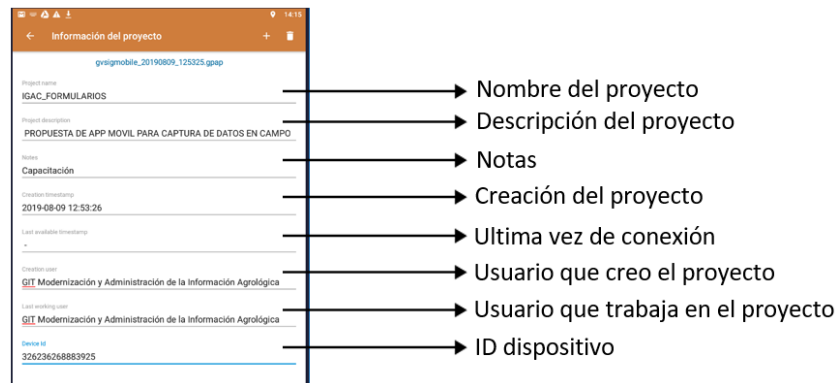 14:15
Información del proyecto
gvsigmobile_20190809_125325.gpap
Project name
IGAC_FORMULARIOS
Nombre del proyecto
Project description
PROPUESTA DE APP MOVIL PARA CAPTURA DE DATOS EN CAMPO
Descripción del proyecto
Notes
Capacitación
Notas
Creation timestamp
2019-08-09 12:53:26
Creación del proyecto
Last available timestamp
-
Ultima vez de conexión
Creation user
GIT Modernización y Administración de la Información Agrológica
Usuario que creo el proyecto
Last working user
GIT Modernización y Administración de la Información Agrológica
Usuario que trabaja en el proyecto
Device Id
326236268883925
ID dispositivo